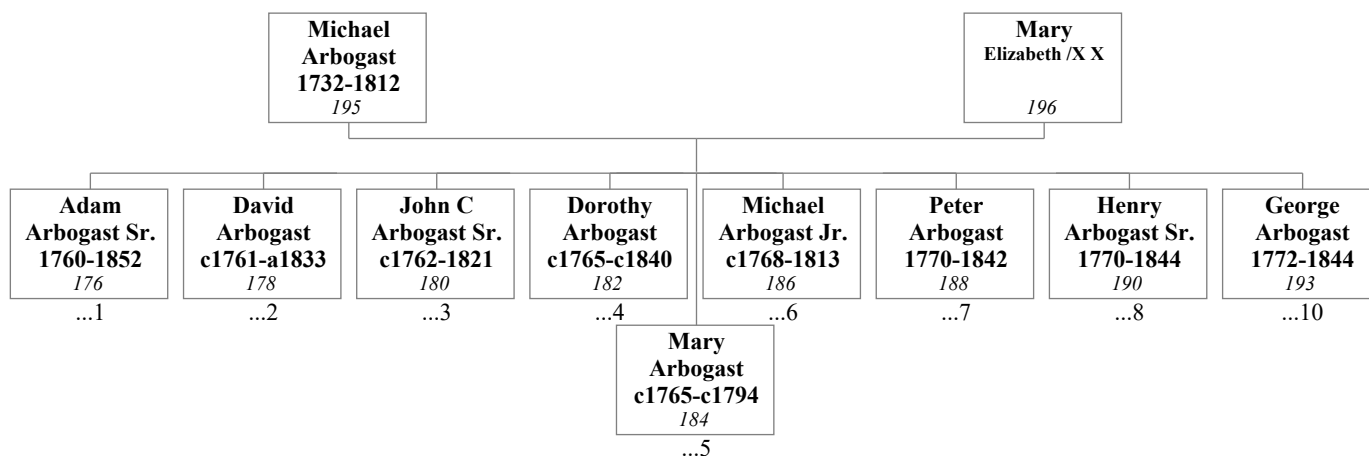 Michael
Arbogast
1732-1812
195
Mary
Elizabeth /X X
196
Adam
Arbogast Sr.
1760-1852
176
...1
David
Arbogast
c1761-a1833
178
...2
John C
Arbogast Sr.
c1762-1821
180
...3
Dorothy
Arbogast
c1765-c1840
182
...4
Michael
Arbogast Jr.
c1768-1813
186
...6
Peter
Arbogast
1770-1842
188
...7
Henry
Arbogast Sr.
1770-1844
190
...8
George
Arbogast
1772-1844
193
...10
Mary
Arbogast
c1765-c1794
184
...5